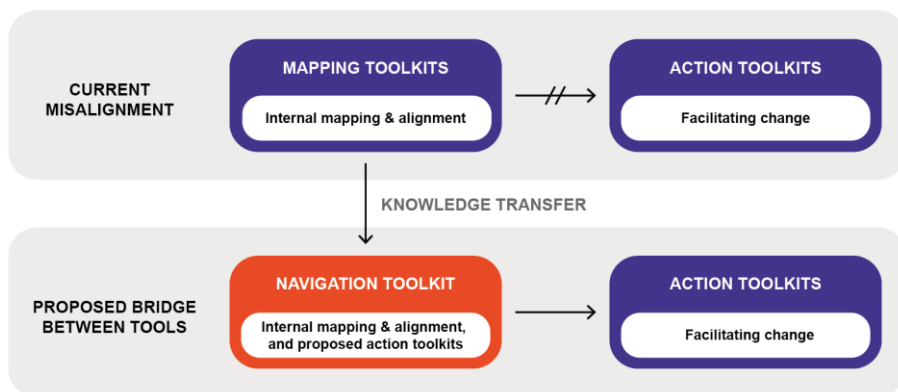 MAPPING TOOLKITS
ACTION TOOLKITS
CURRENT
MISALIGNMENT
Internal mapping & alignment
Facilitating change
KNOWLEDGE TRANSFER
NAVIGATION TOOLKIT
ACTION TOOLKITS
PROPOSED BRIDGE
BETWEEN TOOLS
Internal mapping & alignment,
and proposed action toolkits
Facilitating change